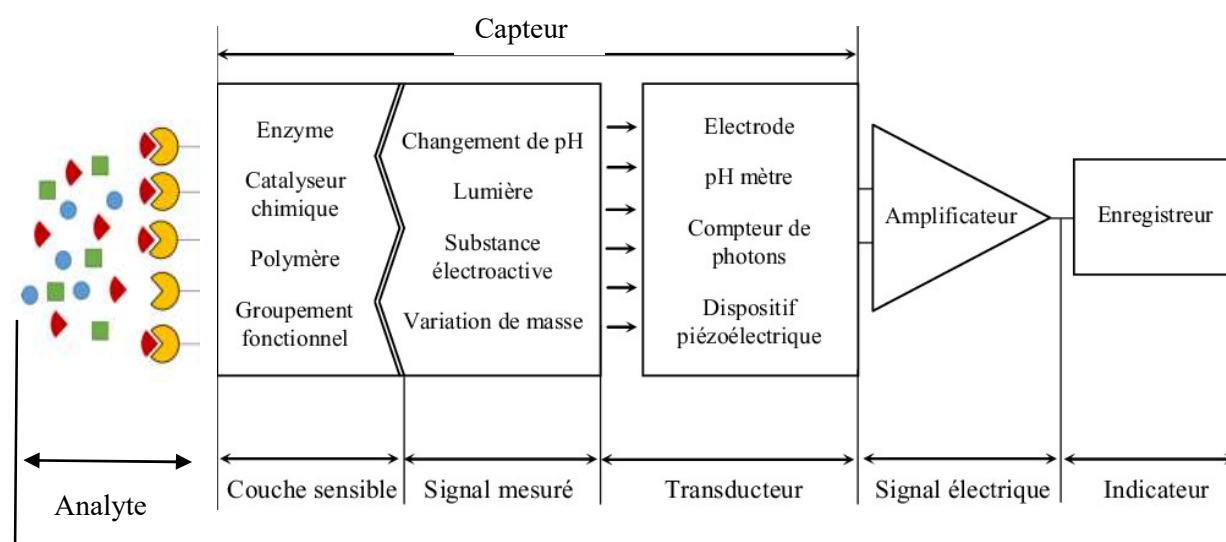 Capteur
Enzyme
Catalyseur
chimique
Polymère
Groupement
fonctionnel
Changement de pH
Lumière
Substance
électroactive
Variation de masse
Electrode
pH mètre
Compteur de
photons
Dispositif
piézoélectrique
Amplificateur
Enregistreur
Analyte
Couche sensible
Signal mesuré
Transducteur
Signal électrique
Indicateur